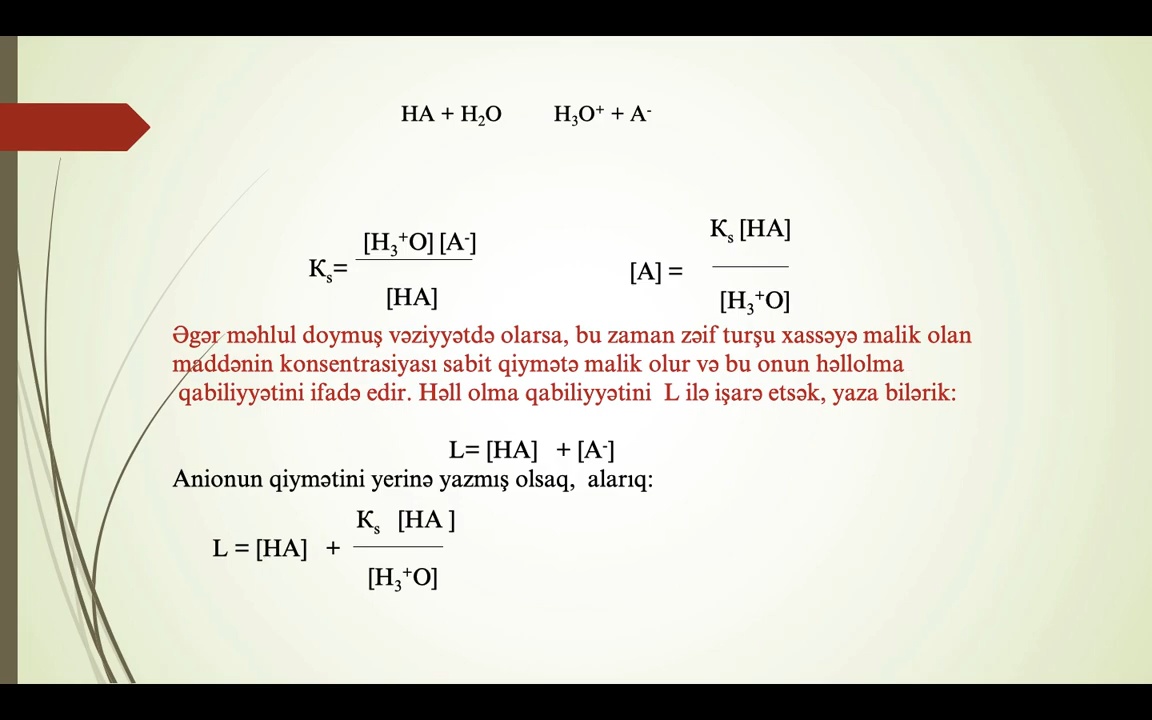 HA + H₂O H₃O⁺ + A⁻
[H₃⁺O] [A⁻]
Kₛ=
[HA]
Kₛ [HA]
[A] =
[H₃⁺O]
Əgər məhlul doymuş vəziyyətdə olarsa, bu zaman zəif turşu xassəyə malik olan
maddənin konsentrasiyası sabit qiymətə malik olur və bu onun həllolma
qabiliyyətini ifadə edir. Həll olma qabiliyyətini L ilə işarə etsək, yaza bilərik:
L= [HA] + [A⁻]
Anionun qiymətini yerinə yazmış olsaq, alarıq:
Kₛ [HA ]
L = [HA] +
[H₃⁺O]